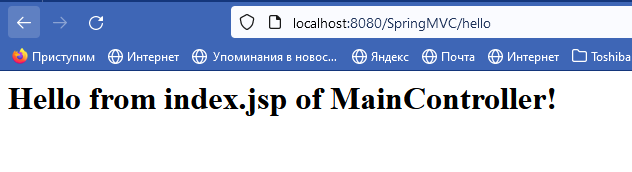 localhost:8080/SpringMVC/hello
Приступим Интернет Упоминания в новос... Яндекс Почта Интернет Toshiba
Hello from index.jsp of MainController!